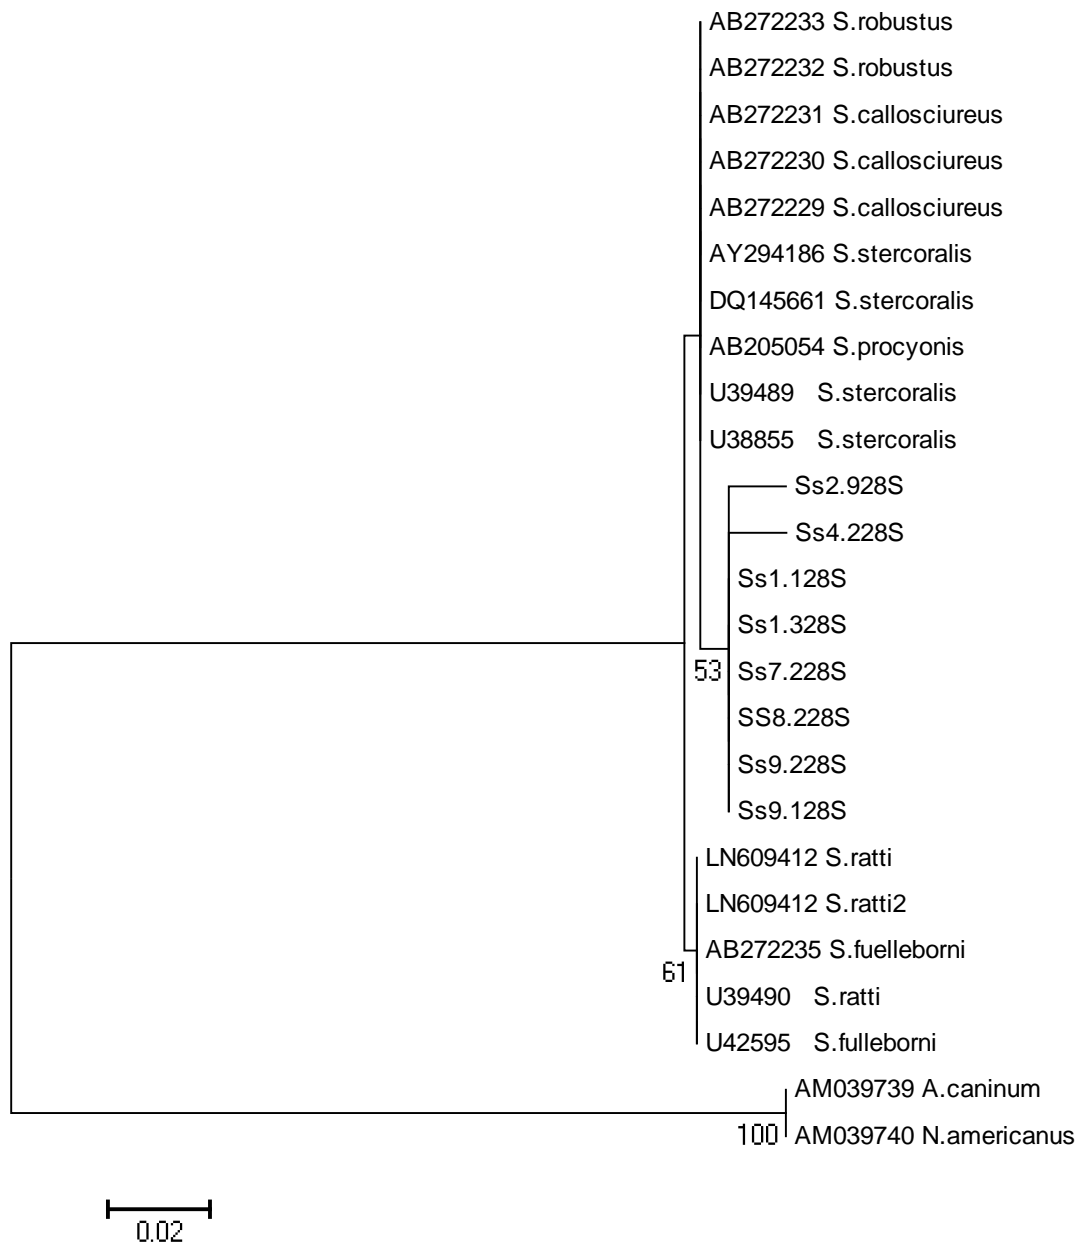 AB272233 S.robustus
AB272232 S.robustus
AB272231 S.callosciureus
AB272230 S.callosciureus
AB272229 S.callosciureus
AY294186 S.stercoralis
DQ145661 S.stercoralis
AB205054 S.procyonis
U39489 S.stercoralis
U38855 S.stercoralis
Ss2.928S
Ss4.228S
Ss1.128S
Ss1.328S
53 Ss7.228S
SS8.228S
Ss9.228S
Ss9.128S
LN609412 S.ratti
LN609412 S.ratti2
AB272235 S.fuelleborni
61
U39490 S.ratti
U42595 S.fulleborni
AM039739 A.caninum
100 AM039740 N.americanus
0.02